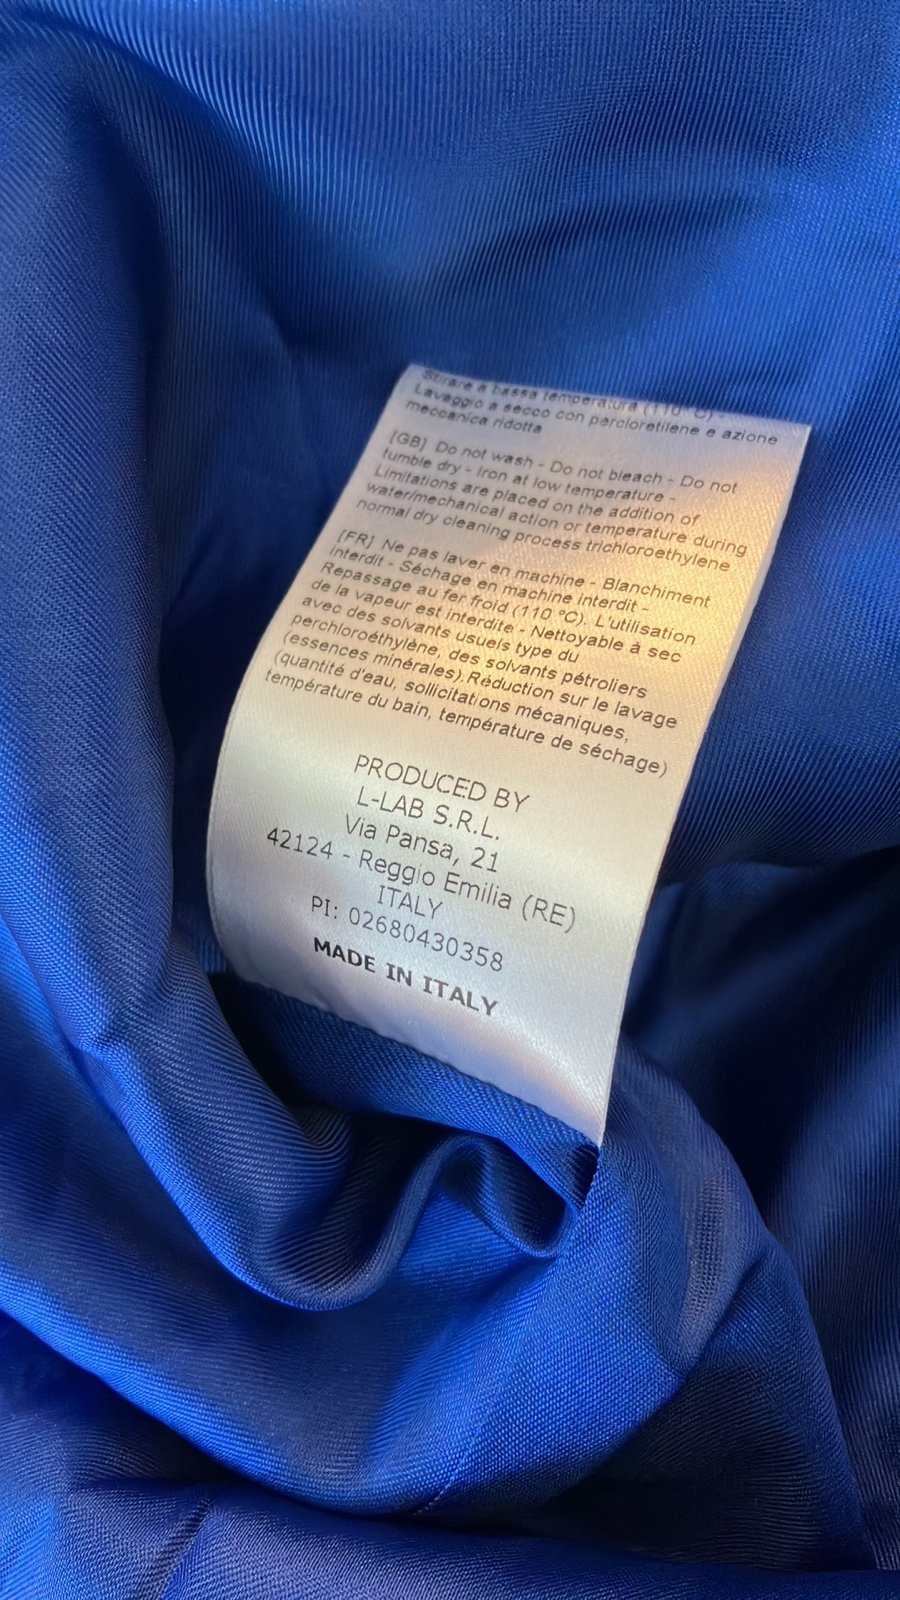 Stirare a bassa temperatura (110 °C) -
Lavaggio a secco con percloretilene e azione
meccanica ridotta
[GB] Do not wash - Do not bleach - Do not
tumble dry - Iron at low temperature -
Limitations are placed on the addition of
water/mechanical action or temperature during
normal dry cleaning process trichloroethylene
[FR] Ne pas laver en machine - Blanchiment
interdit - Séchage en machine interdit -
Repassage au fer froid (110 °C). L'utilisation
de la vapeur est interdite - Nettoyable à sec
avec des solvants usuels type du
perchloroéthylène, des solvants pétroliers
(essences minérales).Réduction sur le lavage
(quantité d'eau, sollicitations mécaniques,
température du bain, température de séchage)
PRODUCED BY
L-LAB S.R.L.
Via Pansa, 21
42124 - Reggio Emilia (RE)
ITALY
PI: 02680430358
MADE IN ITALY